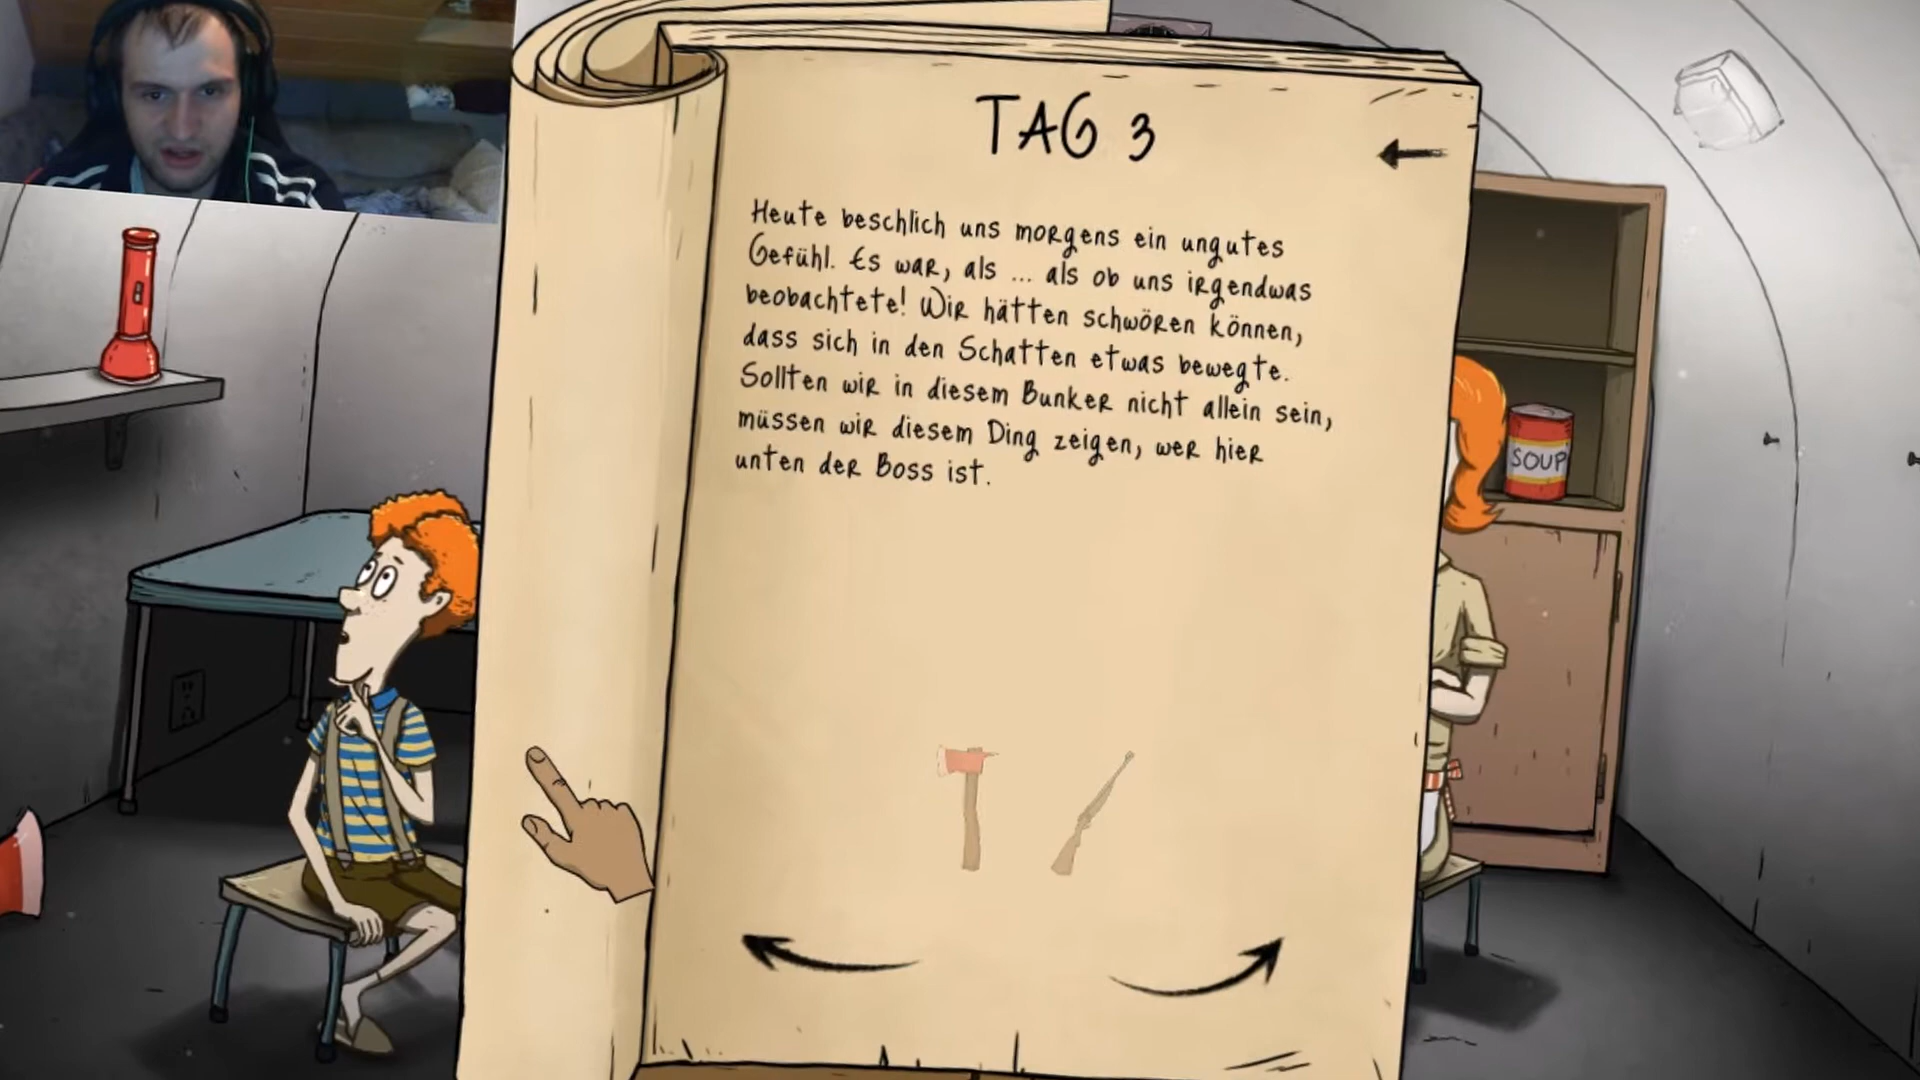 TAG 3
Heute beschlich uns morgens ein ungutes
Gefühl. Es war, als ... als ob uns irgendwas
beobachtete! Wir hätten schwören können,
dass sich in den Schatten etwas bewegte.
Sollten wir in diesem Bunker nicht allein sein,
müssen wir diesem Ding zeigen, wer hier
unten der Boss ist.
SOUP